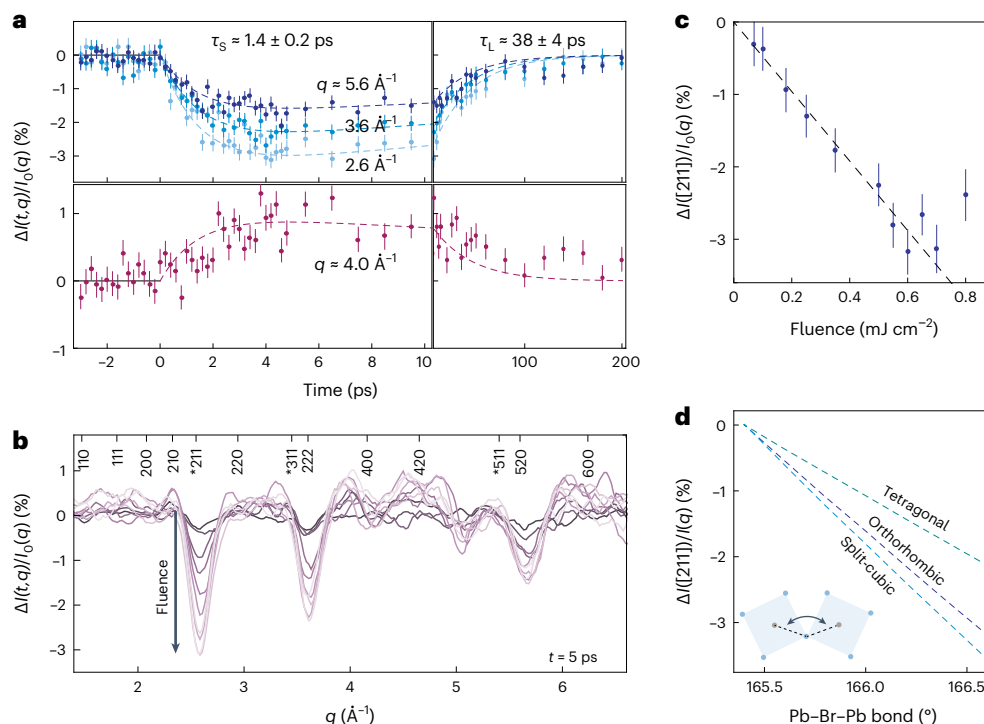 a
ΔI(t,q)/I₀(q) (%)
0
−1
−2
−3
τS ≈ 1.4 ± 0.2 ps
τL ≈ 38 ± 4 ps
q ≈ 5.6 Å⁻¹
3.6 Å⁻¹
2.6 Å⁻¹
1
0
−1
q ≈ 4.0 Å⁻¹
−2 0 2 4 6 8 10 100 200
Time (ps)
b
ΔI(t,q)/I₀(q) (%)
110 111 200 210 *211 220 *311 222 400 420 *511 520 600
1
0
−1
−2
−3
Fluence
t = 5 ps
2 3 4 5 6
q (Å⁻¹)
c
ΔI([211])/I₀(q) (%)
0
−1
−2
−3
0 0.2 0.4 0.6 0.8
Fluence (mJ cm⁻²)
d
ΔI([211])/I(q) (%)
0
−1
−2
−3
Tetragonal
Orthorhombic
Split-cubic
165.5 166.0 166.5
Pb–Br–Pb bond (°)